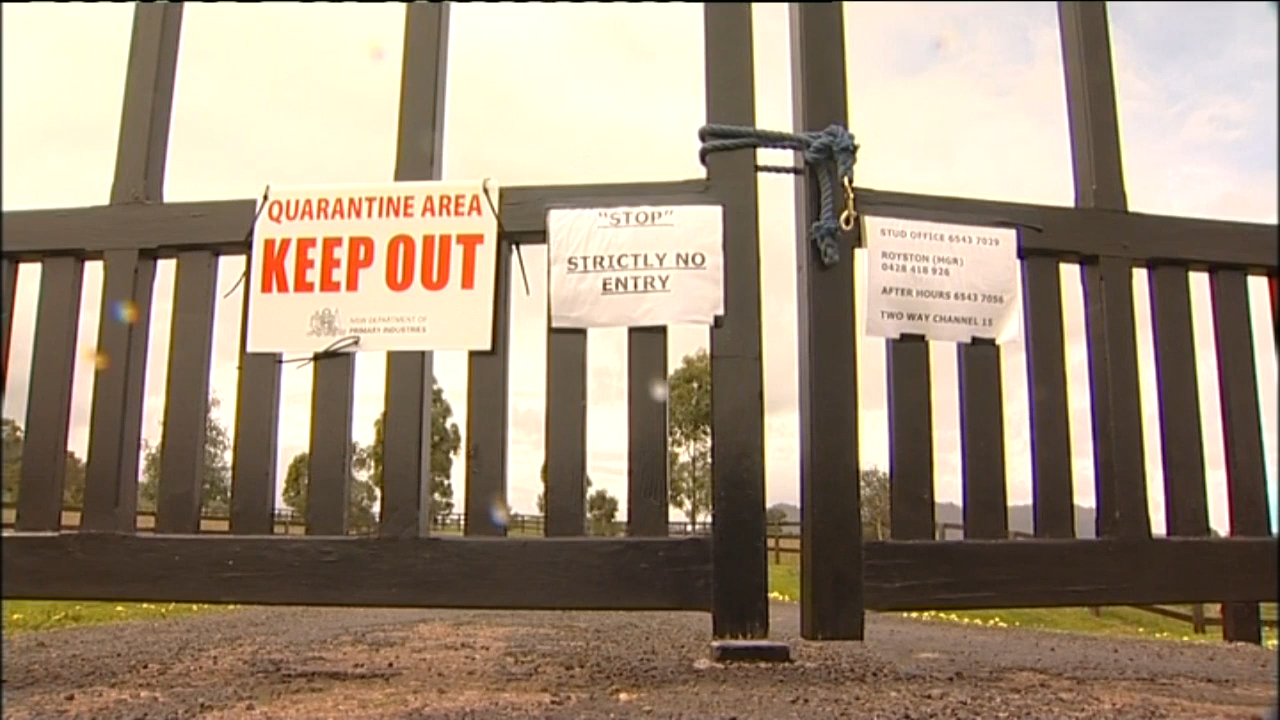 QUARANTINE AREA
KEEP OUT
NSW DEPARTMENT OF
PRIMARY INDUSTRIES
"STOP"
STRICTLY NO
ENTRY
STUD OFFICE 6543 7029
ROYSTON (MGR)
0428 418 926
AFTER HOURS 6543 7056
TWO WAY CHANNEL 15